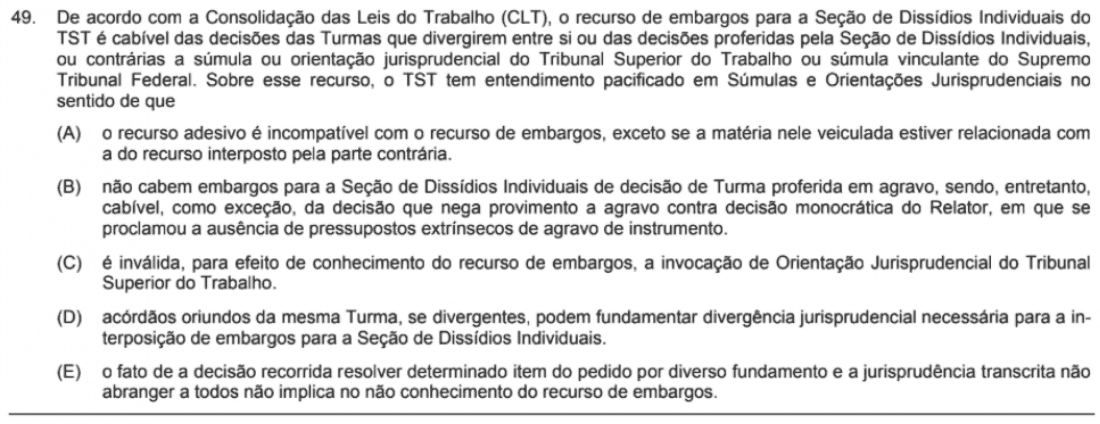 49. De acordo com a Consolidação das Leis do Trabalho (CLT), o recurso de embargos para a Seção de Dissídios Individuais do
TST é cabível das decisões das Turmas que divergirem entre si ou das decisões proferidas pela Seção de Dissídios Individuais,
ou contrárias a súmula ou orientação jurisprudencial do Tribunal Superior do Trabalho ou súmula vinculante do Supremo
Tribunal Federal. Sobre esse recurso, o TST tem entendimento pacificado em Súmulas e Orientações Jurisprudenciais no
sentido de que
(A) o recurso adesivo é incompatível com o recurso de embargos, exceto se a matéria nele veiculada estiver relacionada com
a do recurso interposto pela parte contrária.
(B) não cabem embargos para a Seção de Dissídios Individuais de decisão de Turma proferida em agravo, sendo, entretanto,
cabível, como exceção, da decisão que nega provimento a agravo contra decisão monocrática do Relator, em que se
proclamou a ausência de pressupostos extrínsecos de agravo de instrumento.
(C) é inválida, para efeito de conhecimento do recurso de embargos, a invocação de Orientação Jurisprudencial do Tribunal
Superior do Trabalho.
(D) acórdãos oriundos da mesma Turma, se divergentes, podem fundamentar divergência jurisprudencial necessária para a in-
terposição de embargos para a Seção de Dissídios Individuais.
(E) o fato de a decisão recorrida resolver determinado item do pedido por diverso fundamento e a jurisprudência transcrita não
abranger a todos não implica no não conhecimento do recurso de embargos.